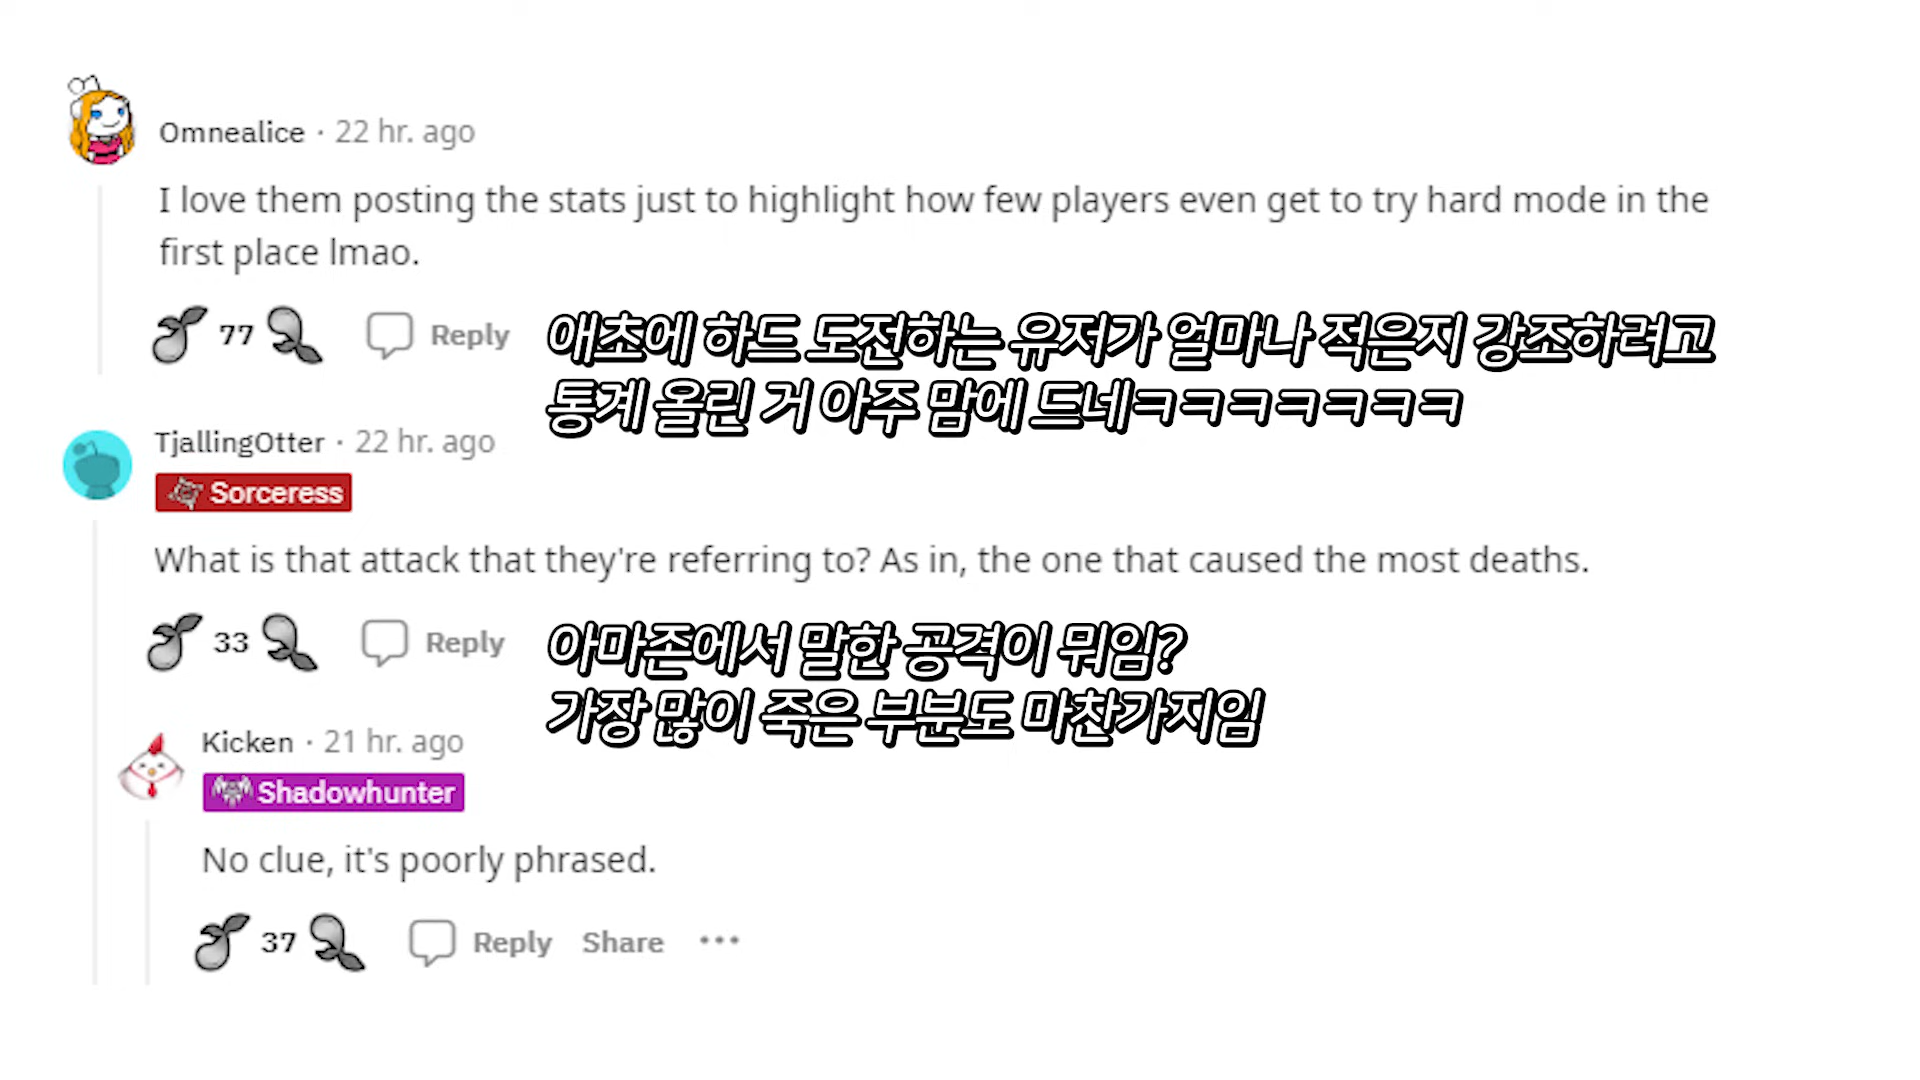 Omnealice · 22 hr. ago
I love them posting the stats just to highlight how few players even get to try hard mode in the
first place lmao.
77 Reply
애초에 하드 도전하는 유저가 얼마나 적은지 강조하려고
통계 올린 거 아주 맘에 드네ㅋㅋㅋㅋㅋㅋㅋ
TjallingOtter · 22 hr. ago
Sorceress
What is that attack that they're referring to? As in, the one that caused the most deaths.
33 Reply
아마존에서 말한 공격이 뭐임?
가장 많이 죽은 부분도 마찬가지임
Kicken · 21 hr. ago
Shadowhunter
No clue, it's poorly phrased.
37 Reply Share ···